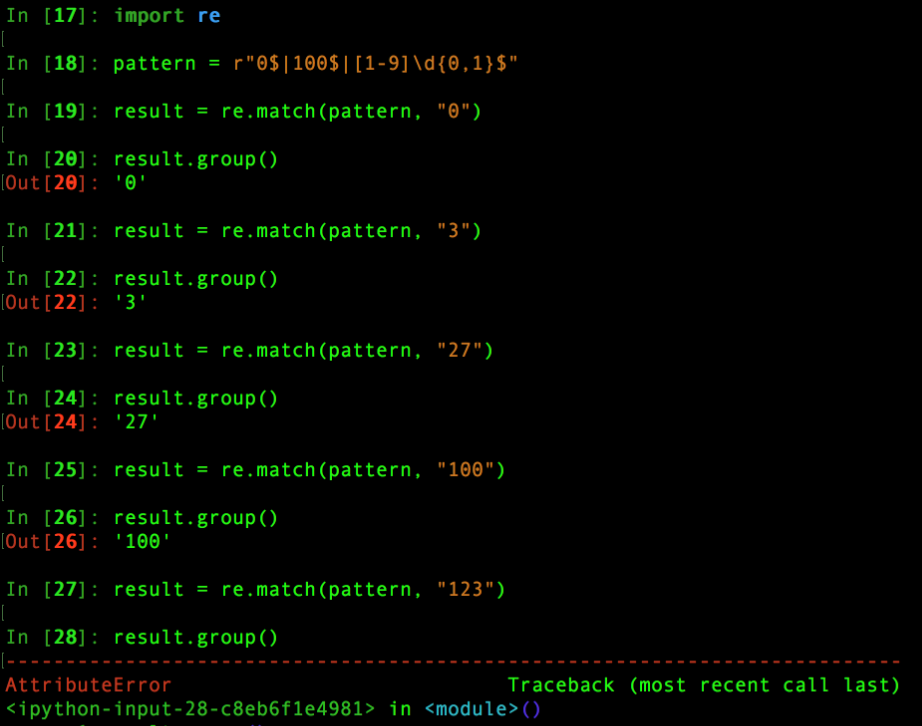 In [17]: import re
In [18]: pattern = r"0$|100$|[1-9]\d{0,1}$"
In [19]: result = re.match(pattern, "0")
In [20]: result.group()
Out[20]: '0'
In [21]: result = re.match(pattern, "3")
In [22]: result.group()
Out[22]: '3'
In [23]: result = re.match(pattern, "27")
In [24]: result.group()
Out[24]: '27'
In [25]: result = re.match(pattern, "100")
In [26]: result.group()
Out[26]: '100'
In [27]: result = re.match(pattern, "123")
In [28]: result.group()
---------------------------------------------------------------------------
AttributeError                            Traceback (most recent call last)
<ipython-input-28-c8eb6f1e4981> in <module>()